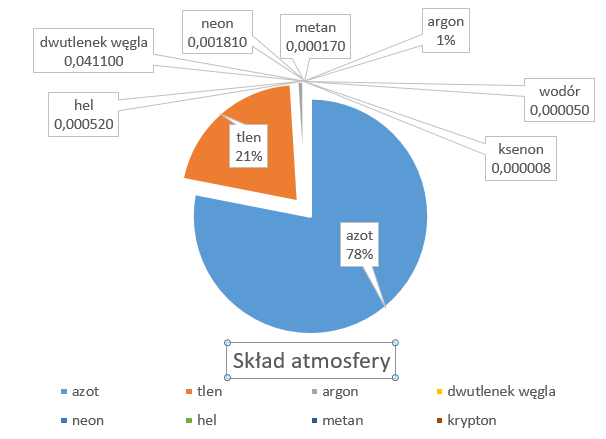 neon
0,001810
metan
0,000170
argon
1%
dwutlenek węgla
0,041100
wodór
0,000050
hel
0,000520
ksenon
0,000008
tlen
21%
azot
78%
Skład atmosfery
azot
tlen
argon
dwutlenek węgla
neon
hel
metan
krypton